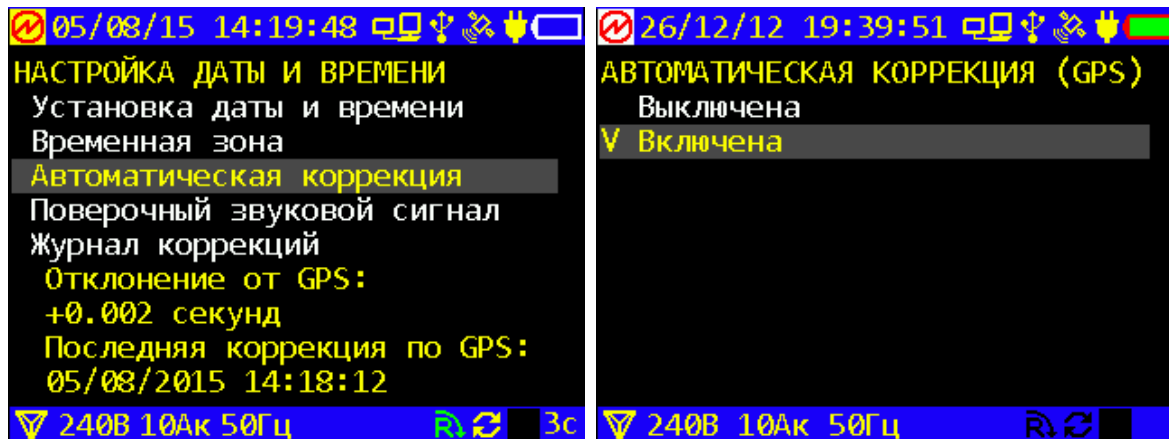 05/08/15 14:19:48
НАСТРОЙКА ДАТЫ И ВРЕМЕНИ
Установка даты и времени
Временная зона
Автоматическая коррекция
Поверочный звуковой сигнал
Журнал коррекций
Отклонение от GPS:
+0.002 секунд
Последняя коррекция по GPS:
05/08/2015 14:18:12
240В 10Ак 50Гц R 3с
26/12/12 19:39:51
АВТОМАТИЧЕСКАЯ КОРРЕКЦИЯ (GPS)
Выключена
V Включена
240В 10Ак 50Гц R